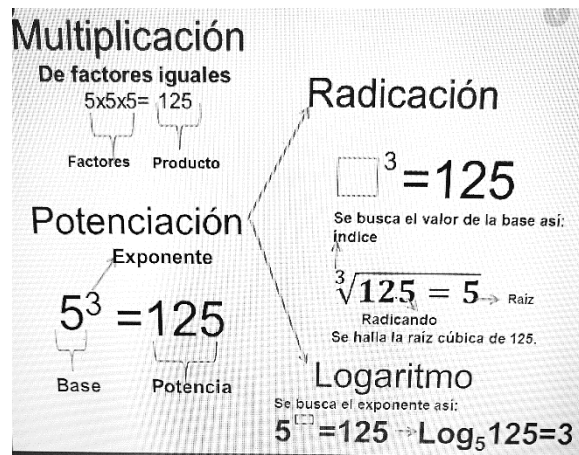 Multiplicación
De factores iguales
5x5x5= 125
Factores Producto
Potenciación
Exponente
5³ =125
Base Potencia
Radicación
□³=125
Se busca el valor de la base así:
índice
∛125 = 5 Raíz
Radicando
Se halla la raíz cúbica de 125.
Logaritmo
Se busca el exponente así:
5□=125 → Log₅125=3